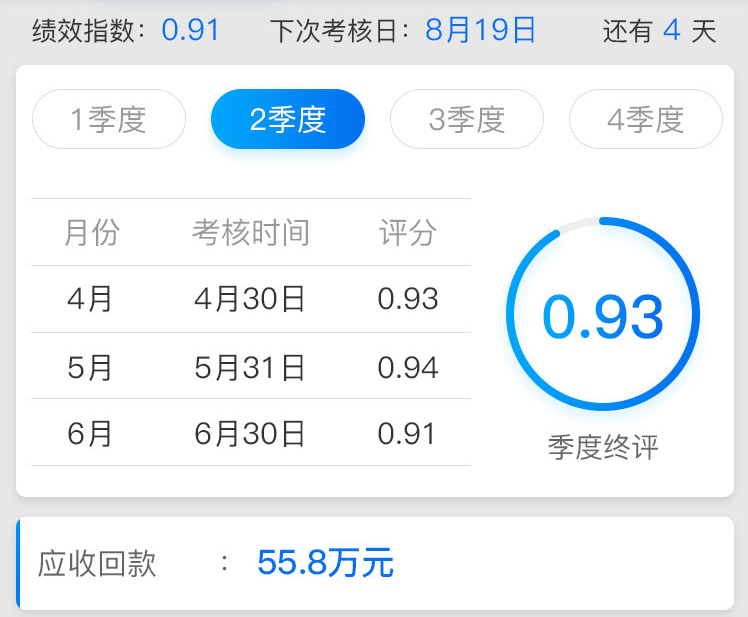 绩效指数：0.91 下次考核日：8月19日 还有 4 天
1季度 2季度 3季度 4季度
月份 考核时间 评分
4月 4月30日 0.93
5月 5月31日 0.94
6月 6月30日 0.91
0.93
季度终评
应收回款 ： 55.8万元